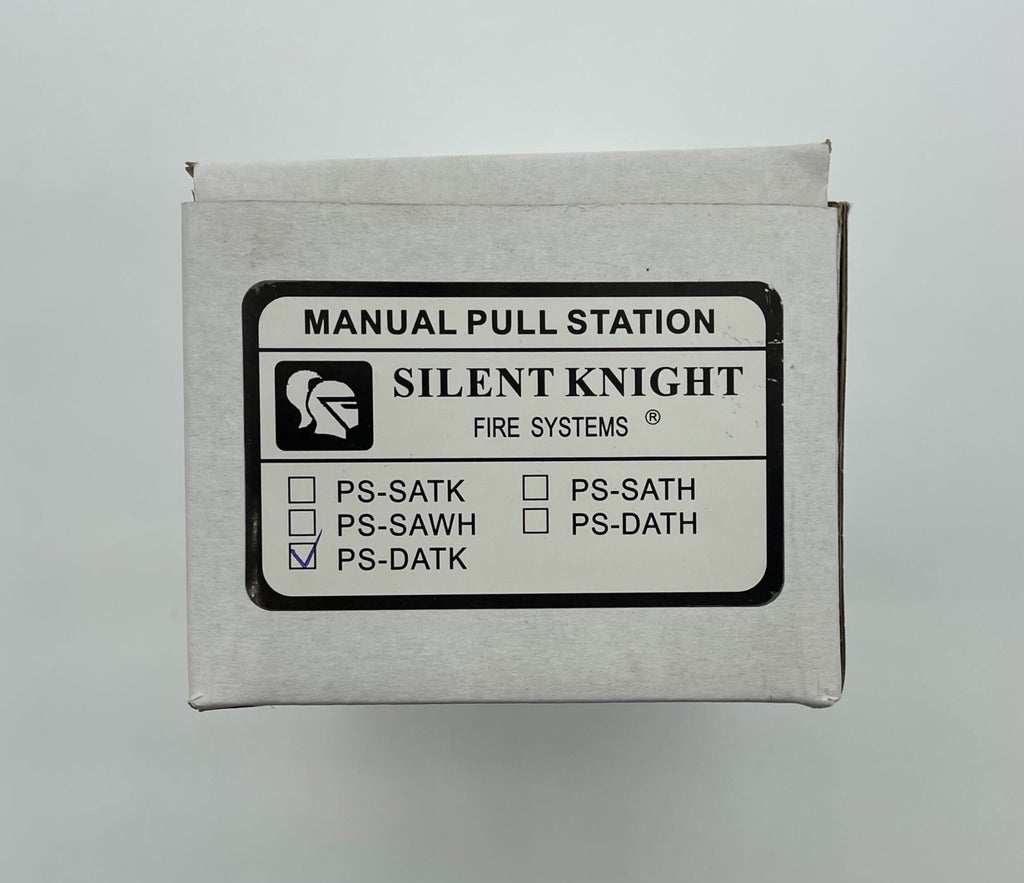 MANUAL PULL STATION
SILENT KNIGHT
FIRE SYSTEMS ®
PS-SATK PS-SATH
PS-SAWH PS-DATH
PS-DATK